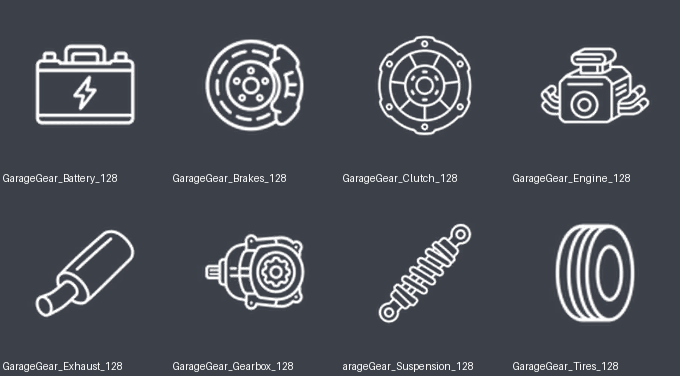 GarageGear_Battery_128
GarageGear_Brakes_128
GarageGear_Clutch_128
GarageGear_Engine_128
GarageGear_Exhaust_128
GarageGear_Gearbox_128
arageGear_Suspension_128
GarageGear_Tires_128